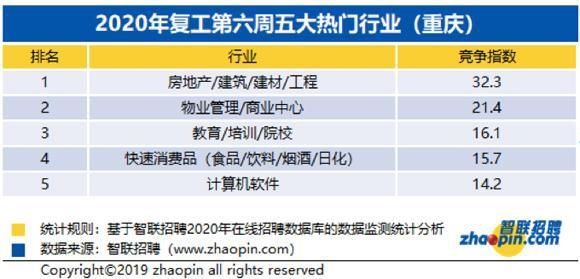 2020年复工第六周五大热门行业（重庆）
排名 行业 竞争指数
1 房地产/建筑/建材/工程 32.3
2 物业管理/商业中心 21.4
3 教育/培训/院校 16.1
4 快速消费品（食品/饮料/烟酒/日化） 15.7
5 计算机软件 14.2
统计规则：基于智联招聘2020年在线招聘数据库的数据监测统计分析
数据来源：智联招聘（www.zhaopin.com）
智联招聘
zhaopin.com
Copyright©2019 zhaopin all rights reserved